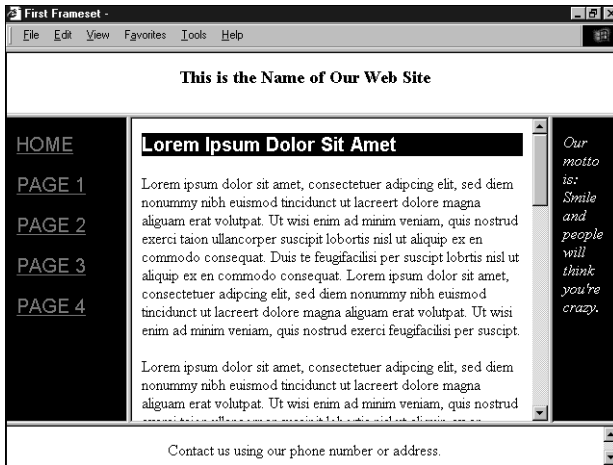 First Frameset -
File Edit View Favorites Tools Help
This is the Name of Our Web Site
HOME
PAGE 1
PAGE 2
PAGE 3
PAGE 4
Lorem Ipsum Dolor Sit Amet
Lorem ipsum dolor sit amet, consectetuer adipcing elit, sed diem
nonummy nibh euismod tincidunt ut lacreert dolore magna
aliguam erat volutpat. Ut wisi enim ad minim veniam, quis nostrud
exerci taion ullancorper suscipit lobortis nisl ut aliquip ex en
commodo consequat. Duis te feugifacilisi per suscipit lobrtis nisl ut
aliquip ex en commodo consequat. Lorem ipsum dolor sit amet,
consectetuer adipcing elit, sed diem nonummy nibh euismod
tincidunt ut lacreert dolore magna aliguam erat volutpat. Ut wisi
enim ad minim veniam, quis nostrud exerci feugifacilisi per suscipt.
Lorem ipsum dolor sit amet, consectetuer adipcing elit, sed diem
nonummy nibh euismod tincidunt ut lacreert dolore magna
aliguam erat volutpat. Ut wisi enim ad minim veniam, quis nostrud
Our
motto
is:
Smile
and
people
will
think
you're
crazy.
Contact us using our phone number or address.